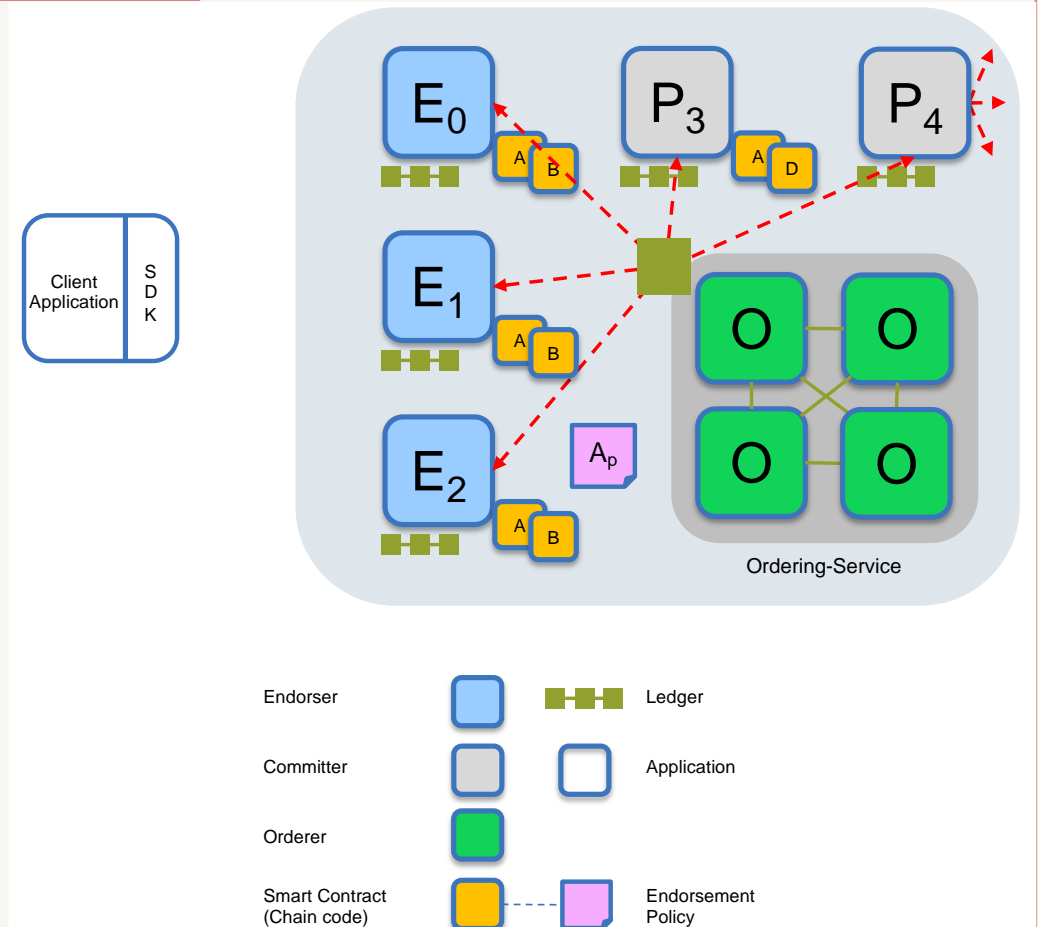 E0
P3
P4
A
B
A
D
Client
Application
S
D
K
E1
A
B
O
O
E2
Ap
O
O
A
B
Ordering-Service
Endorser
Ledger
Committer
Application
Orderer
Smart Contract
(Chain code)
Endorsement
Policy